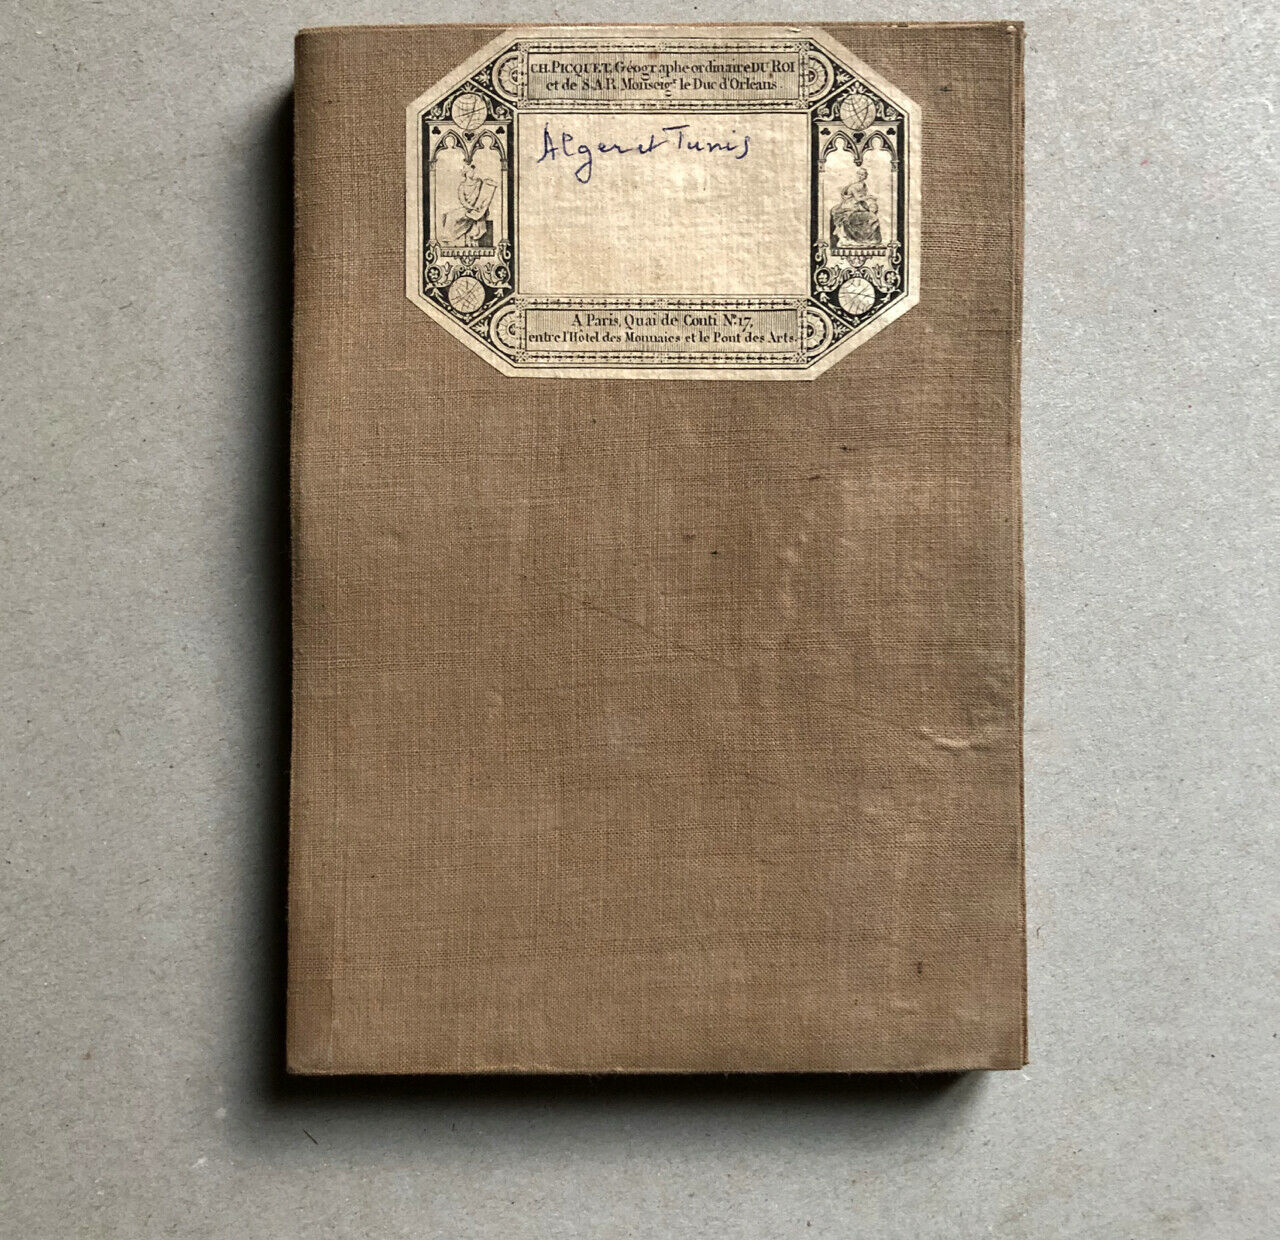 CH. PICQUET, Géographe ordinaire DU ROI
et de S.A.R. Monseigr. le Duc d'Orléans.
Alger et Tunis
A Paris, Quai de Conti No. 17,
entre l'Hôtel des Monnaies et le Pont des Arts.